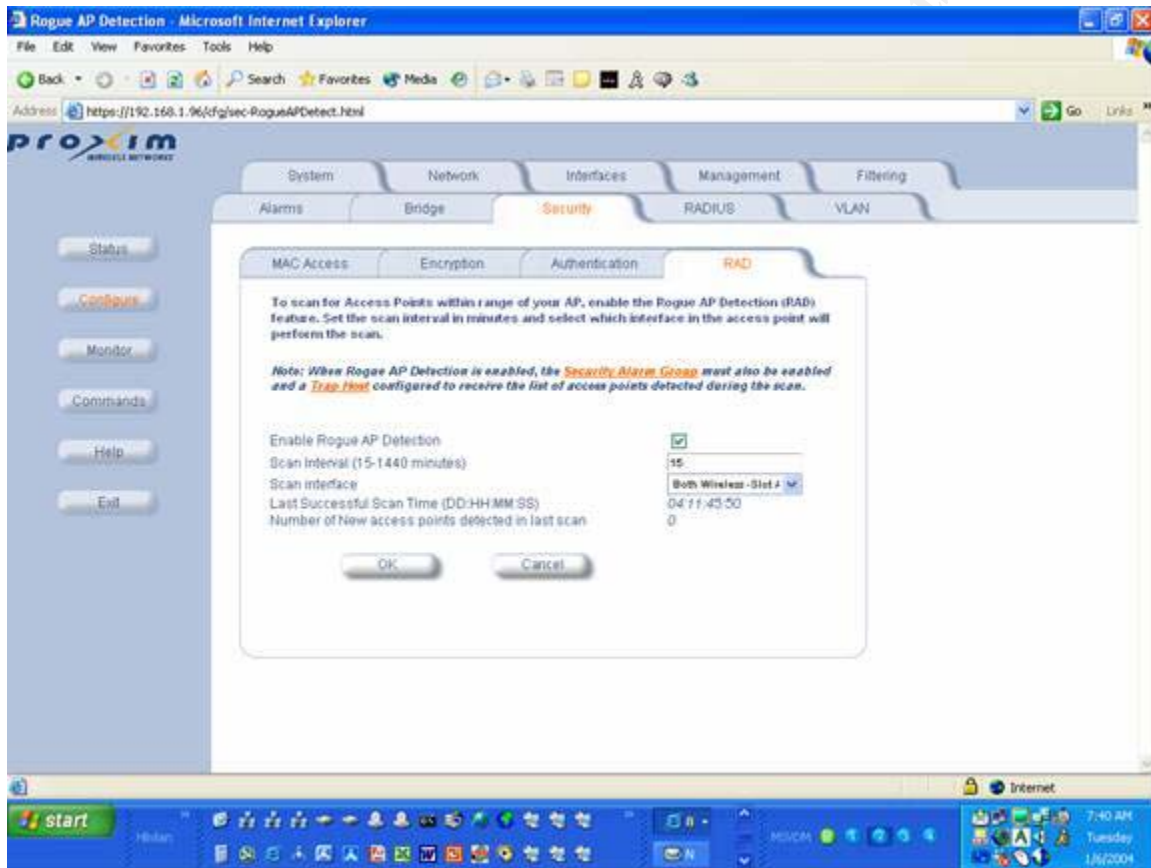 Rogue AP Detection - Microsoft Internet Explorer
File Edit View Favorites Tools Help
Back Search Favorites Media
Address https://192.168.1.96/cfg/sec-RogueAPDetect.html Go Links
proxim
WIRELESS NETWORKS
System Network Interfaces Management Filtering
Alarms Bridge Security RADIUS VLAN
Status
Configure
Monitor
Commands
Help
Exit
MAC Access Encryption Authentication RAD
To scan for Access Points within range of your AP, enable the Rogue AP Detection (RAD)
feature. Set the scan interval in minutes and select which interface in the access point will
perform the scan.
Note: When Rogue AP Detection is enabled, the Security Alarm Group must also be enabled
and a Trap Host configured to receive the list of access points detected during the scan.
Enable Rogue AP Detection
Scan Interval (15-1440 minutes) 15
Scan interface Both Wireless - Slot A
Last Successful Scan Time (DD:HH:MM:SS) 04:11:45:50
Number of New access points detected in last scan 0
OK Cancel
Internet
start
7:40 AM
Tuesday
1/6/2004